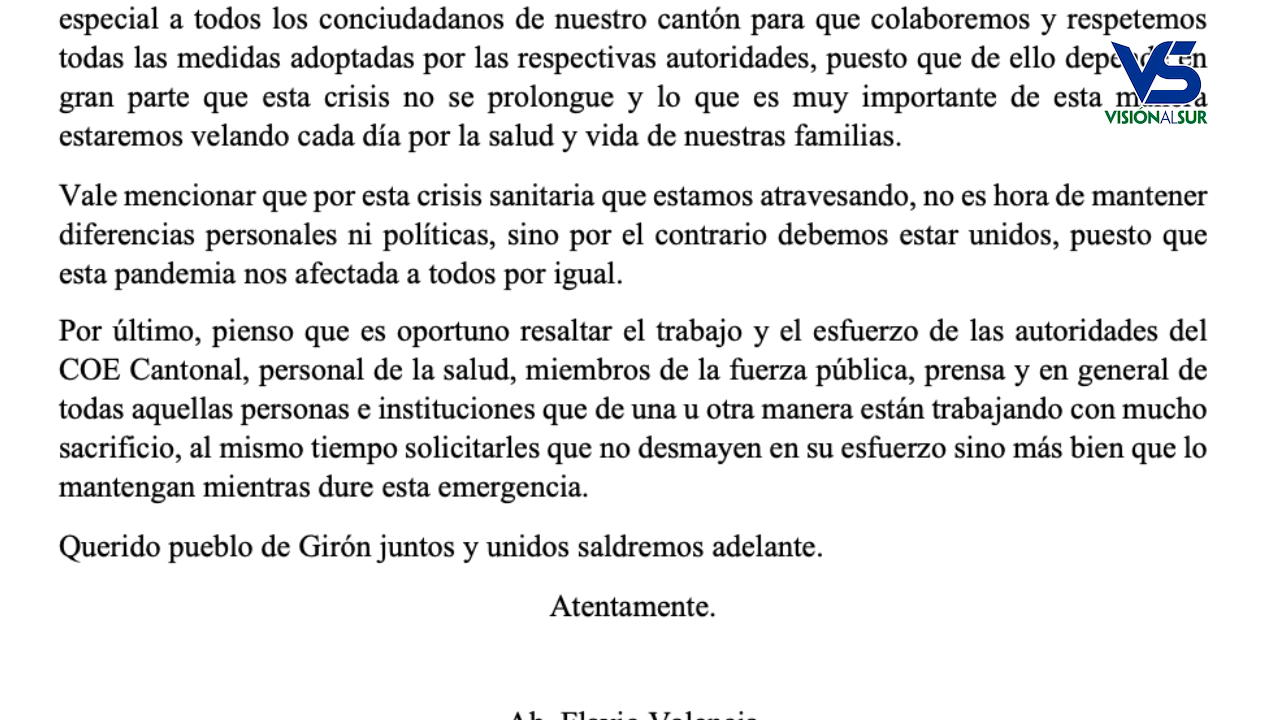 especial a todos los conciudadanos de nuestro cantón para que colaboremos y respetemos
todas las medidas adoptadas por las respectivas autoridades, puesto que de ello depende en
gran parte que esta crisis no se prolongue y lo que es muy importante de esta manera
estaremos velando cada día por la salud y vida de nuestras familias.
VS
VISIONALSUR
Vale mencionar que por esta crisis sanitaria que estamos atravesando, no es hora de mantener
diferencias personales ni políticas, sino por el contrario debemos estar unidos, puesto que
esta pandemia nos afectada a todos por igual.
Por último, pienso que es oportuno resaltar el trabajo y el esfuerzo de las autoridades del
COE Cantonal, personal de la salud, miembros de la fuerza pública, prensa y en general de
todas aquellas personas e instituciones que de una u otra manera están trabajando con mucho
sacrificio, al mismo tiempo solicitarles que no desmayen en su esfuerzo sino más bien que lo
mantengan mientras dure esta emergencia.
Querido pueblo de Girón juntos y unidos saldremos adelante.
Atentamente.
Ab. Flavio Valencia